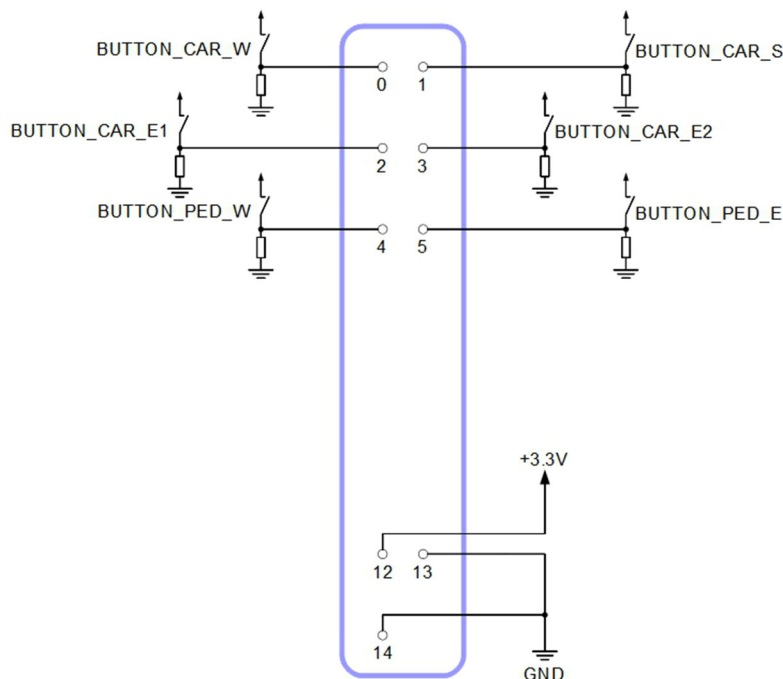 BUTTON_CAR_W
BUTTON_CAR_S
0 1
BUTTON_CAR_E1
BUTTON_CAR_E2
2 3
BUTTON_PED_W
BUTTON_PED_E
4 5
+3.3V
12 13
14
GND